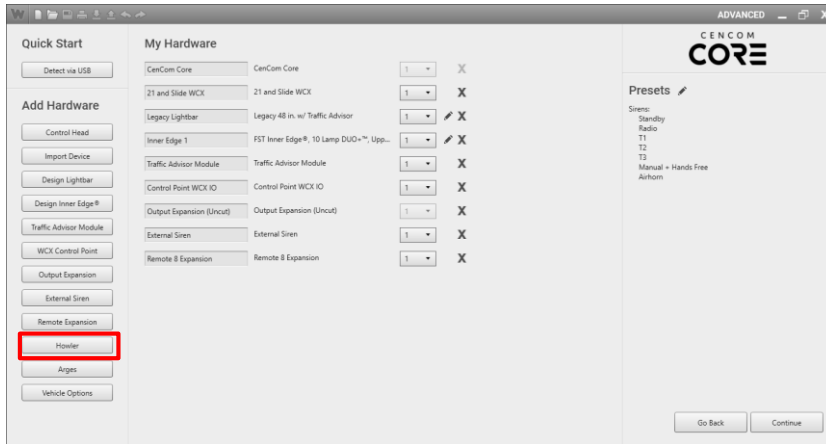 ADVANCED
Quick Start
Detect via USB
Add Hardware
Control Head
Import Device
Design Lightbar
Design Inner Edge®
Traffic Advisor Module
WCX Control Point
Output Expansion
External Siren
Remote Expansion
Howler
Arges
Vehicle Options
My Hardware
CenCom Core CenCom Core 1
21 and Slide WCX 21 and Slide WCX 1
Legacy Lightbar Legacy 48 in. w/ Traffic Advisor 1
Inner Edge 1 FST Inner Edge®, 10 Lamp DUO+™, Upp... 1
Traffic Advisor Module Traffic Advisor Module 1
Control Point WCX IO Control Point WCX IO 1
Output Expansion (Uncut) Output Expansion (Uncut) 1
External Siren External Siren 1
Remote 8 Expansion Remote 8 Expansion 1
CENCOM
CORE
Presets
Sirens:
Standby
Radio
T1
T2
T3
Manual + Hands Free
Airhorn
Go Back Continue